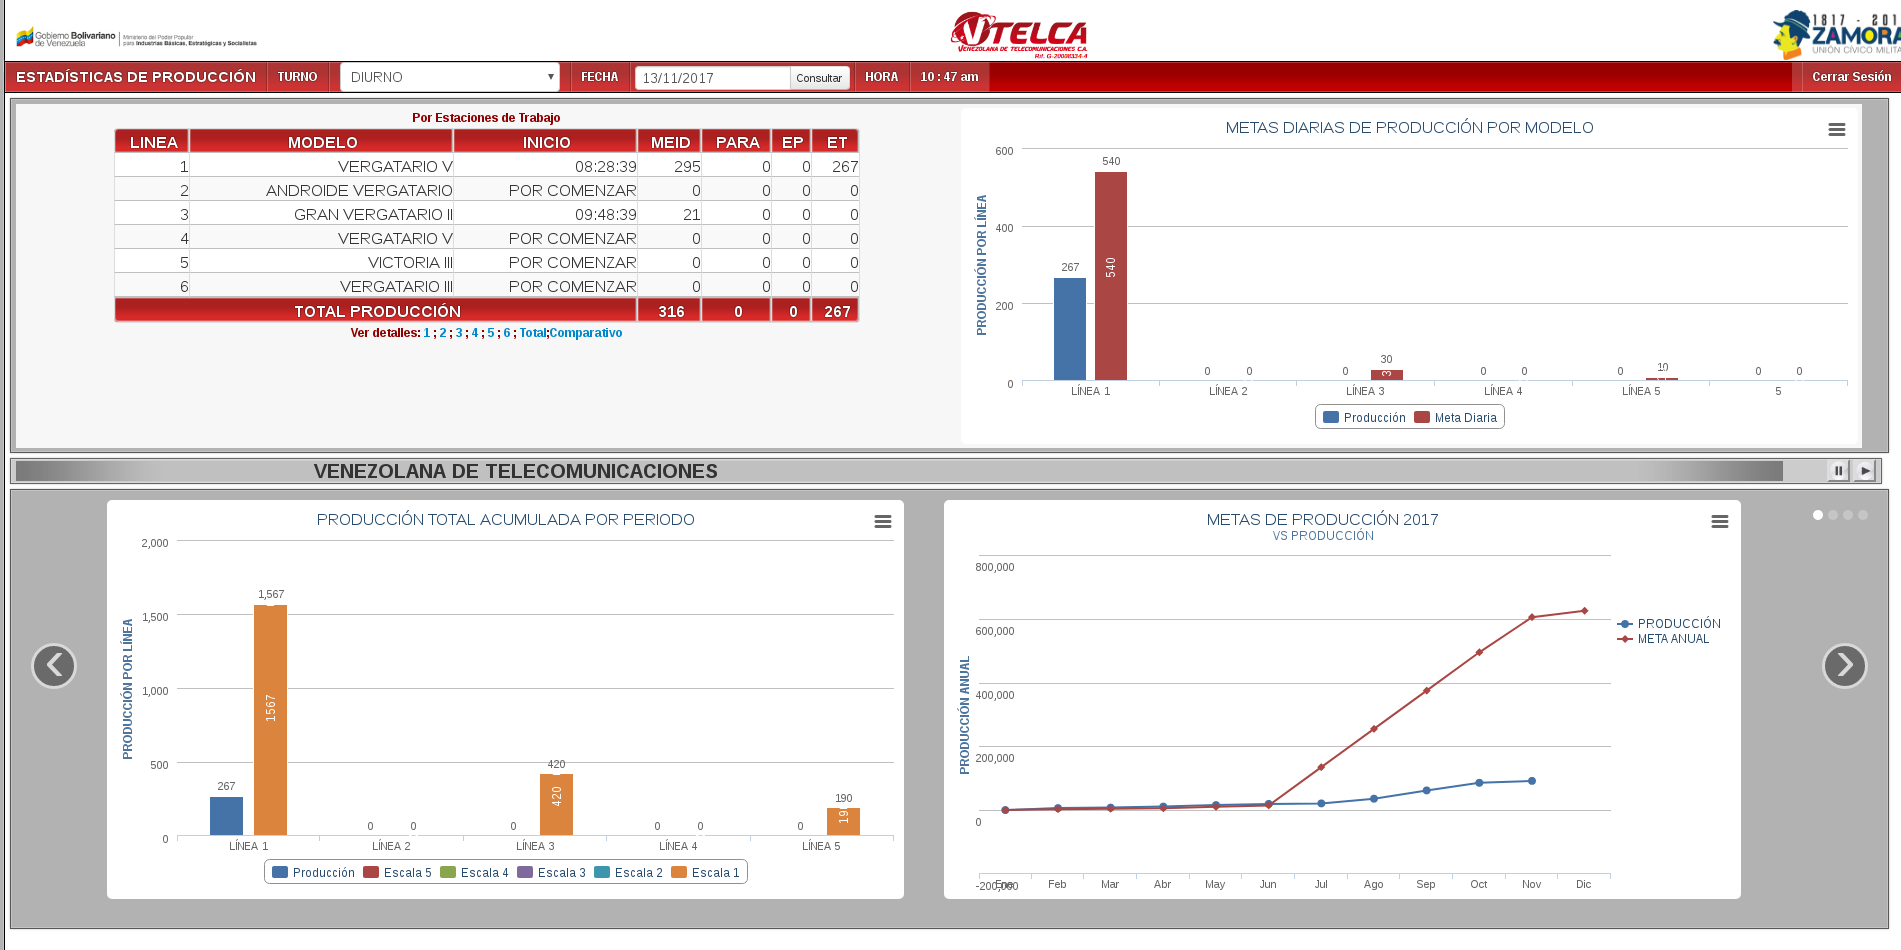 Gobierno Bolivariano
de Venezuela
Ministerio del Poder Popular
para Industrias Básicas, Estratégicas y Socialistas
VTELCA
VENEZOLANA DE TELECOMUNICACIONES C.A.
Rif. G-20008334-4
1817 - 201
ZAMORA
UNIÓN CÍVICO MILIT
ESTADÍSTICAS DE PRODUCCIÓN TURNO DIURNO FECHA 13/11/2017 Consultar HORA 10 : 47 am Cerrar Sesión
Por Estaciones de Trabajo
LINEA MODELO INICIO MEID PARA EP ET
1 VERGATARIO V 08:28:39 295 0 0 267
2 ANDROIDE VERGATARIO POR COMENZAR 0 0 0 0
3 GRAN VERGATARIO II 09:48:39 21 0 0 0
4 VERGATARIO V POR COMENZAR 0 0 0 0
5 VICTORIA III POR COMENZAR 0 0 0 0
6 VERGATARIO III POR COMENZAR 0 0 0 0
TOTAL PRODUCCIÓN 316 0 0 267
Ver detalles: 1 ; 2 ; 3 ; 4 ; 5 ; 6 ; Total;Comparativo
METAS DIARIAS DE PRODUCCIÓN POR MODELO
PRODUCCIÓN POR LÍNEA
600
400
200
0
267 540 540
0 0
0 30 3
0 0
0 10
0 0
LÍNEA 1 LÍNEA 2 LÍNEA 3 LÍNEA 4 LÍNEA 5 5
Producción Meta Diaria
VENEZOLANA DE TELECOMUNICACIONES
PRODUCCIÓN TOTAL ACUMULADA POR PERIODO
PRODUCCIÓN POR LÍNEA
2,000
1,500
1,000
500
0
267 1,567 1567
0 0
0 420 420
0 0
0 190 19
LÍNEA 1 LÍNEA 2 LÍNEA 3 LÍNEA 4 LÍNEA 5
Producción Escala 5 Escala 4 Escala 3 Escala 2 Escala 1
METAS DE PRODUCCIÓN 2017
VS PRODUCCIÓN
PRODUCCIÓN ANUAL
800,000
600,000
400,000
200,000
0
-200,000
Ene Feb Mar Abr May Jun Jul Ago Sep Oct Nov Dic
PRODUCCIÓN
META ANUAL